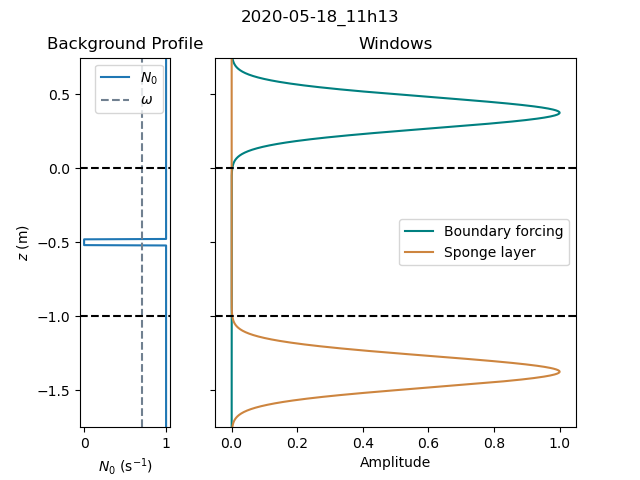 2020-05-18_11h13
Background Profile
Windows
N₀
ω
0.5
0.0
−0.5
−1.0
−1.5
z (m)
0
1
N₀ (s⁻¹)
Boundary forcing
Sponge layer
0.0
0.2
0.4
0.6
0.8
1.0
Amplitude